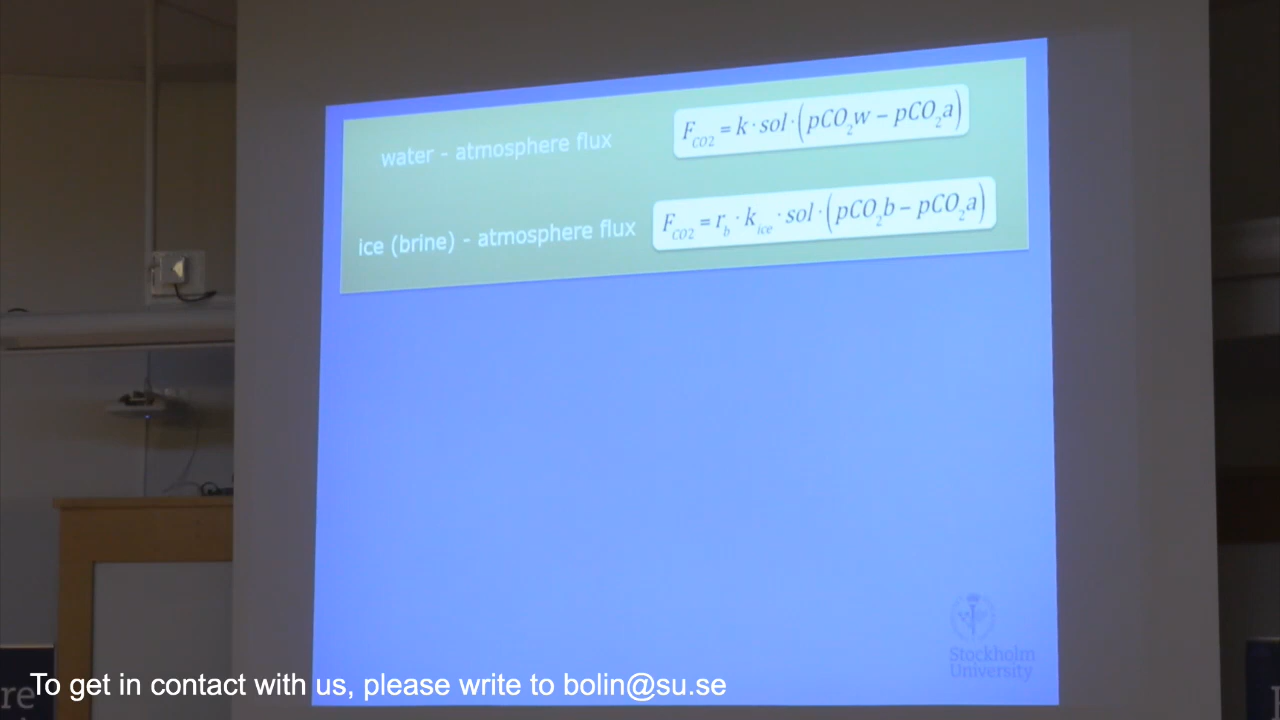 water - atmosphere flux
F_CO2 = k · sol · (pCO₂w − pCO₂a)
ice (brine) - atmosphere flux
F_CO2 = r_b · k_ice · sol · (pCO₂b − pCO₂a)
Stockholm
University
re
To get in contact with us, please write to bolin@su.se